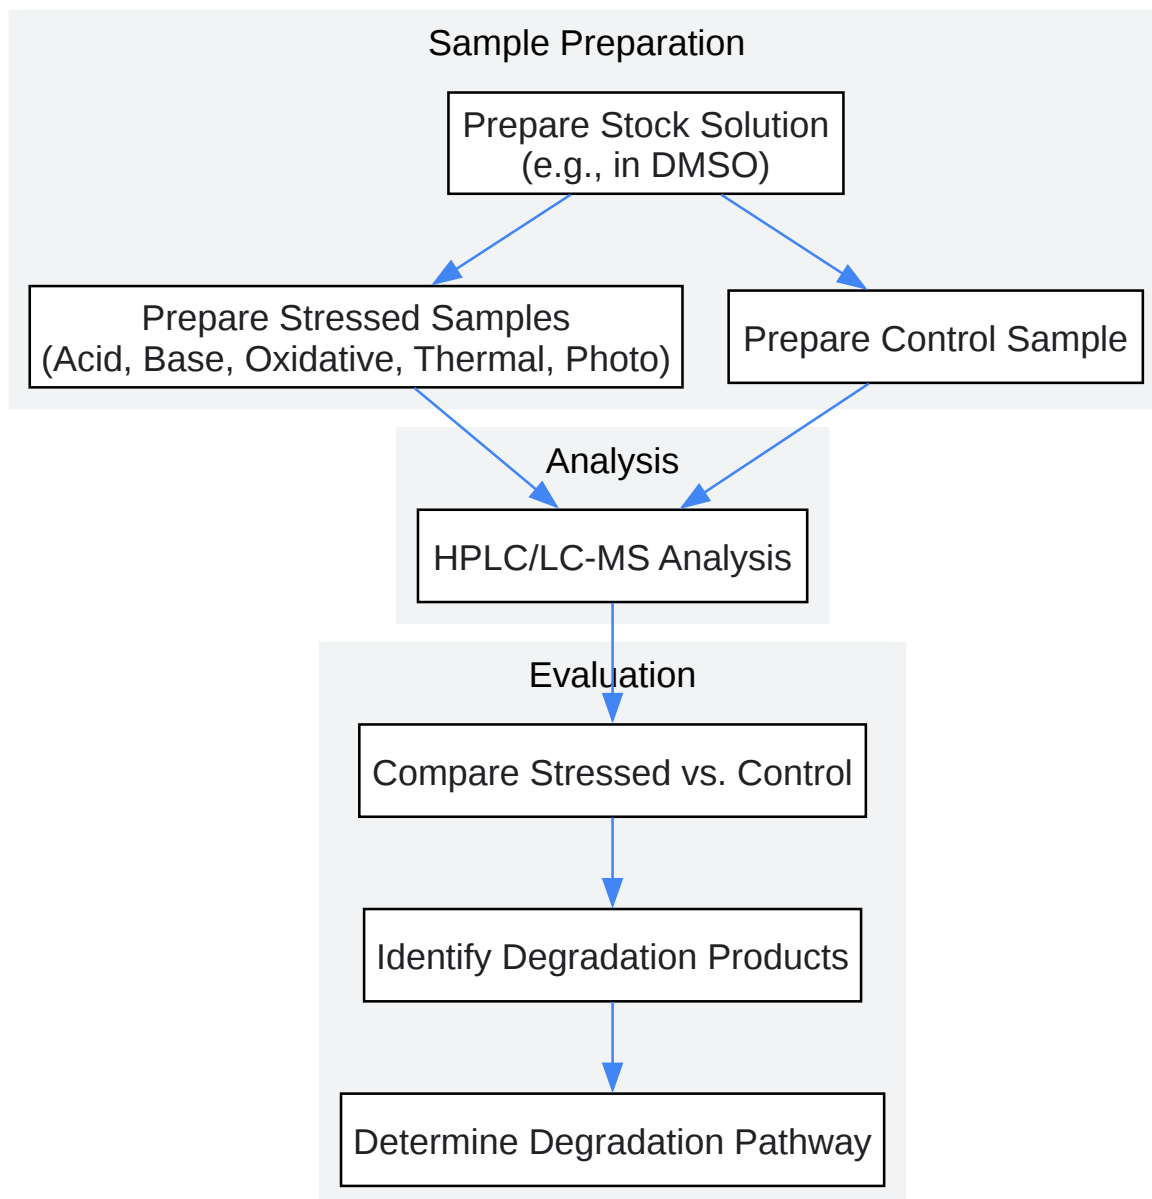 Sample Preparation
Prepare Stock Solution
(e.g., in DMSO)
Prepare Stressed Samples
(Acid, Base, Oxidative, Thermal, Photo)
Prepare Control Sample
Analysis
HPLC/LC-MS Analysis
Evaluation
Compare Stressed vs. Control
Identify Degradation Products
Determine Degradation Pathway